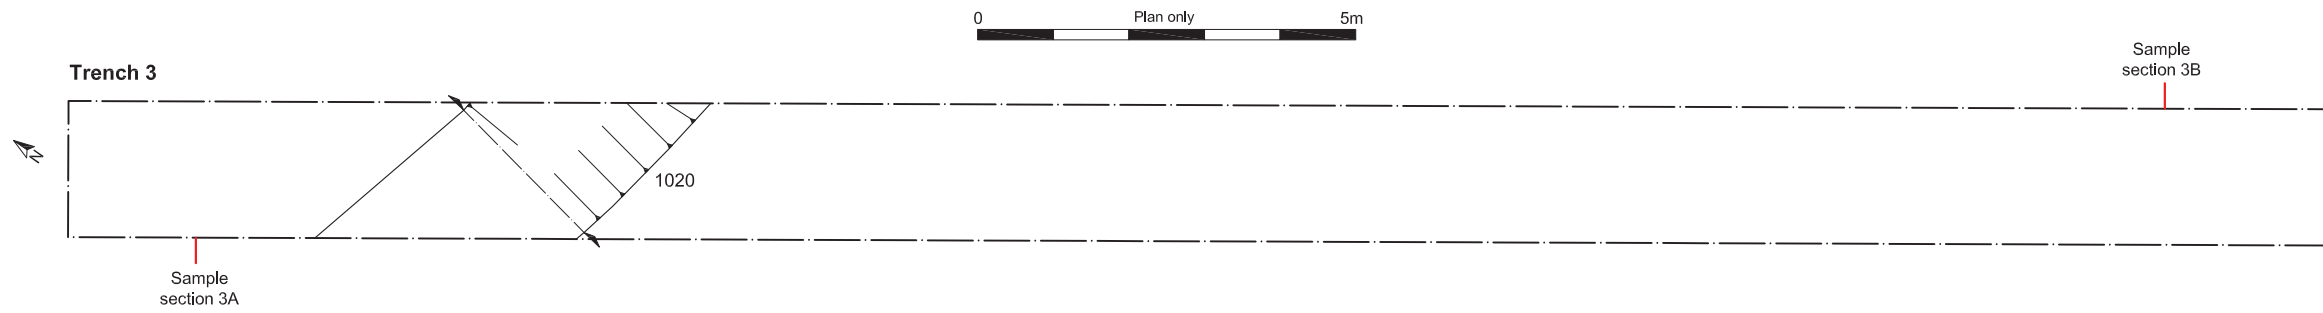 0 Plan only 5m
Trench 3
Sample
section 3B
N
1020
Sample
section 3A